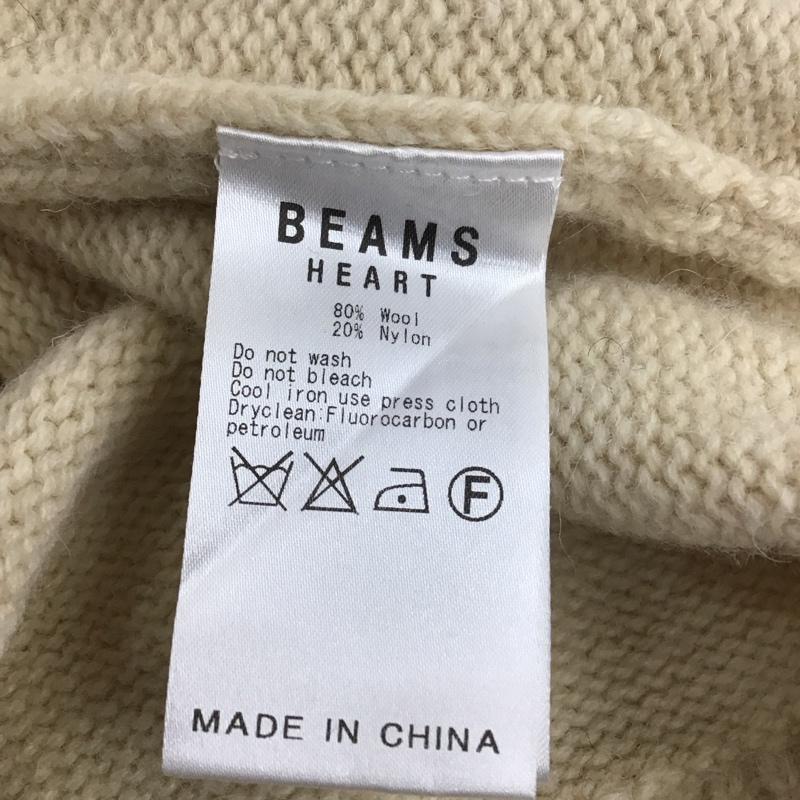 BEAMS
HEART
80% Wool
20% Nylon
Do not wash
Do not bleach
Cool iron use press cloth
Dryclean:Fluorocarbon or
petroleum
F
MADE IN CHINA